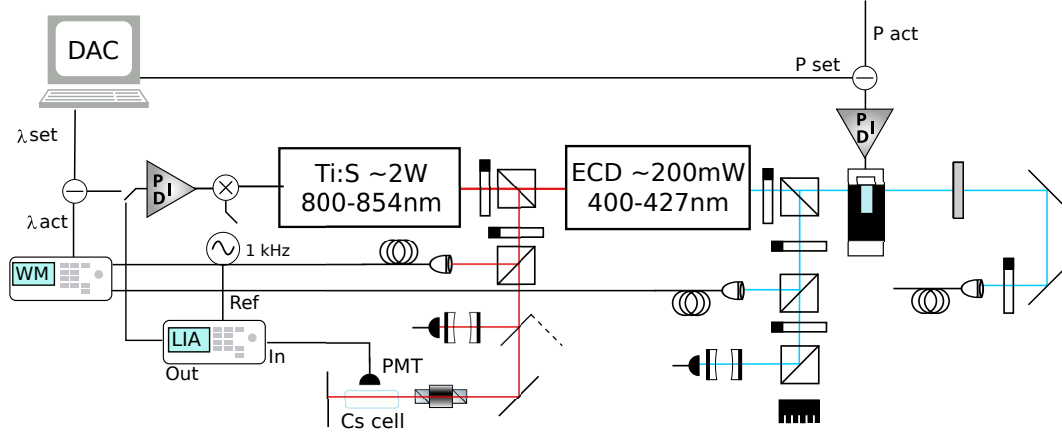 DAC
P act
P set
λset
P
I
D
P
I
D
Ti:S ~2W
800-854nm
ECD ~200mW
400-427nm
λact
1 kHz
WM
Ref
LIA
In
Out
PMT
Cs cell